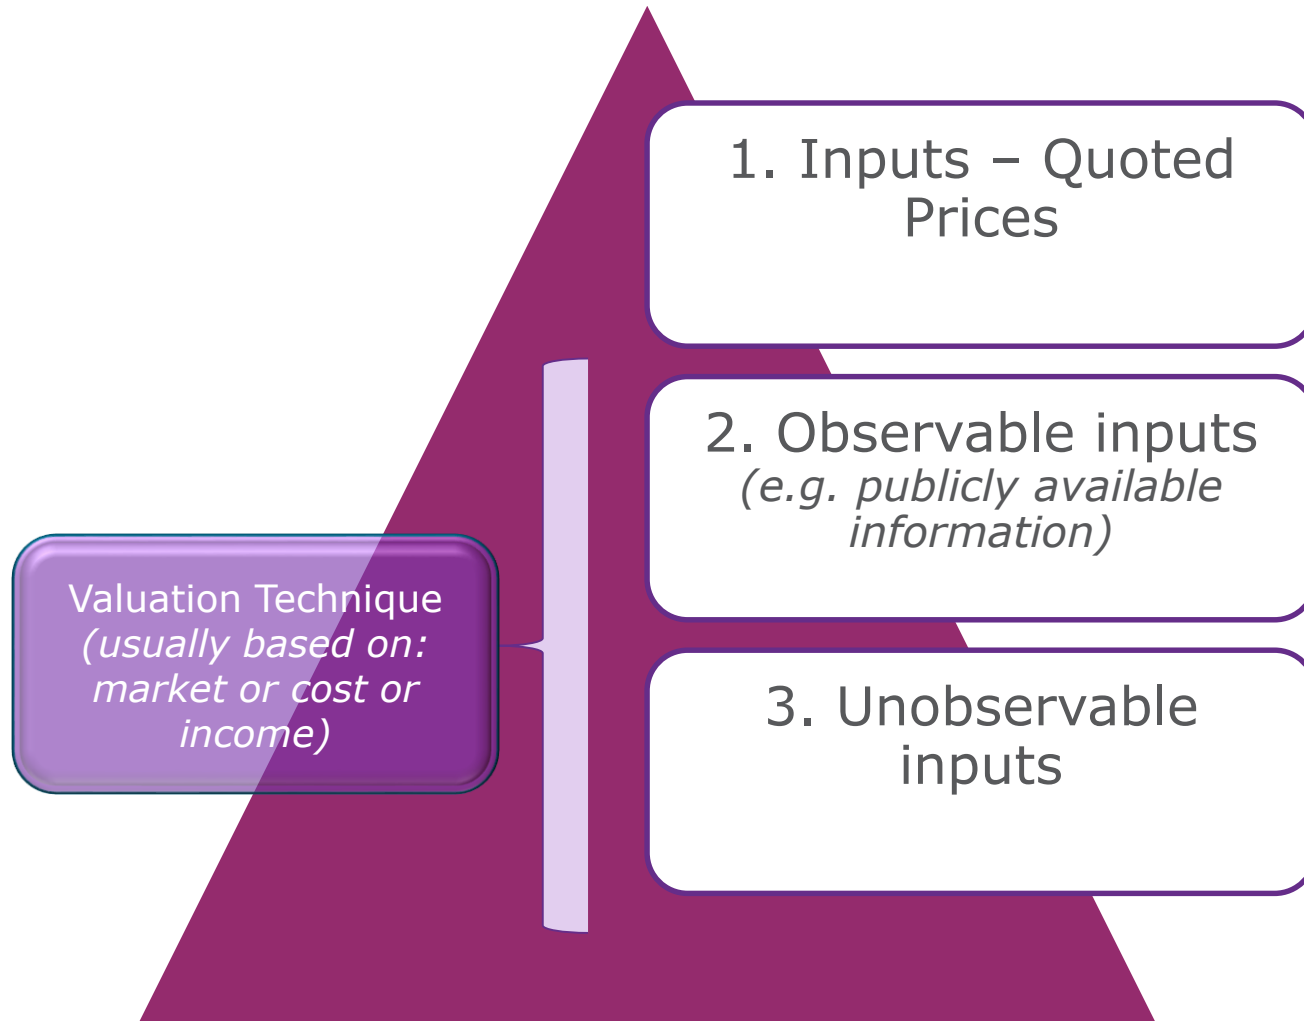 1. Inputs – Quoted
Prices
2. Observable inputs
(e.g. publicly available
information)
Valuation Technique
(usually based on:
market or cost or
income)
3. Unobservable
inputs